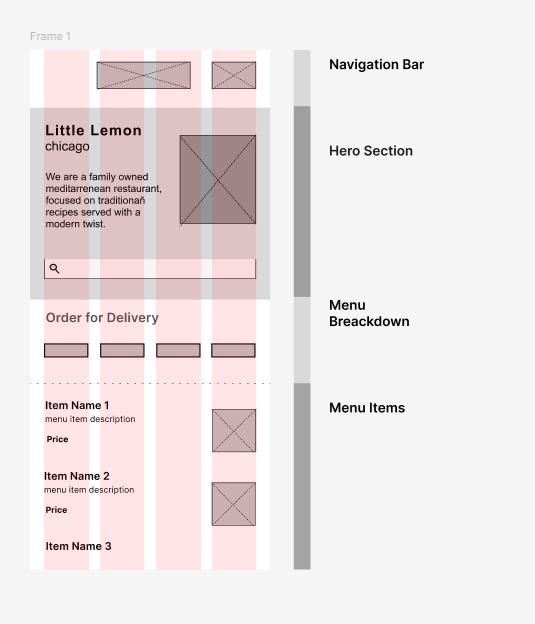 Frame 1
Navigation Bar
Little Lemon
chicago
We are a family owned
meditarrenean restaurant,
focused on traditionañ
recipes served with a
modern twist.
Hero Section
Order for Delivery
Menu
Breackdown
Item Name 1
menu item description
Price
Menu Items
Item Name 2
menu item description
Price
Item Name 3